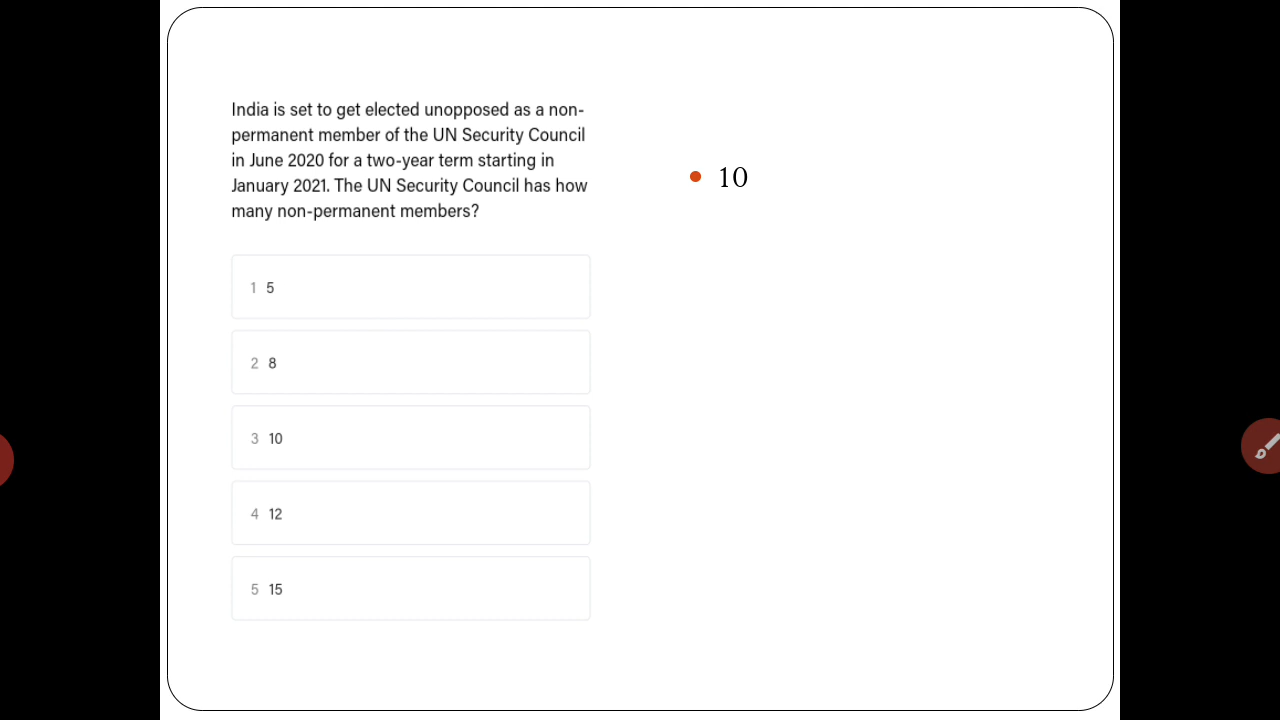 India is set to get elected unopposed as a non-
permanent member of the UN Security Council
in June 2020 for a two-year term starting in
January 2021. The UN Security Council has how
many non-permanent members?
1 5
2 8
3 10
4 12
5 15
• 10